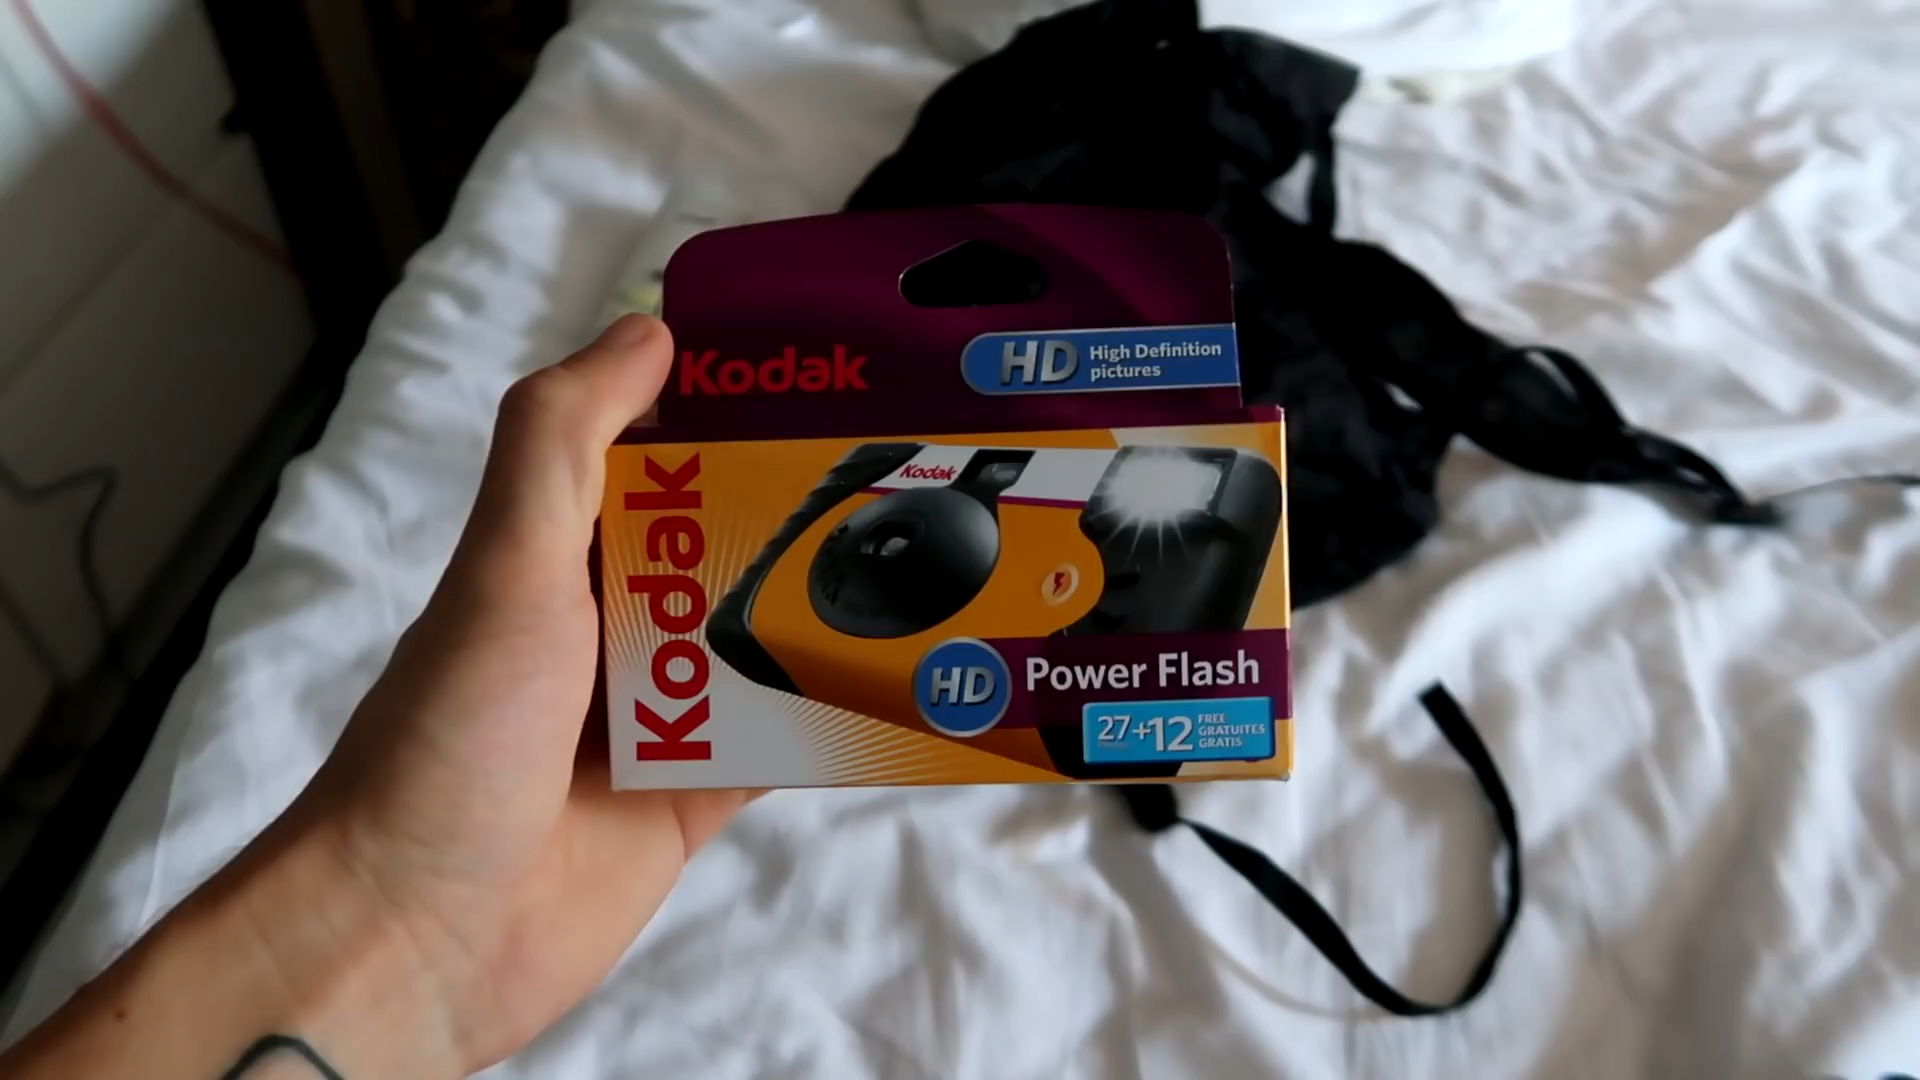 Kodak
HD
High Definition
pictures
Kodak
Kodak
HD
Power Flash
27+12
FREE
GRATUITES
GRATIS